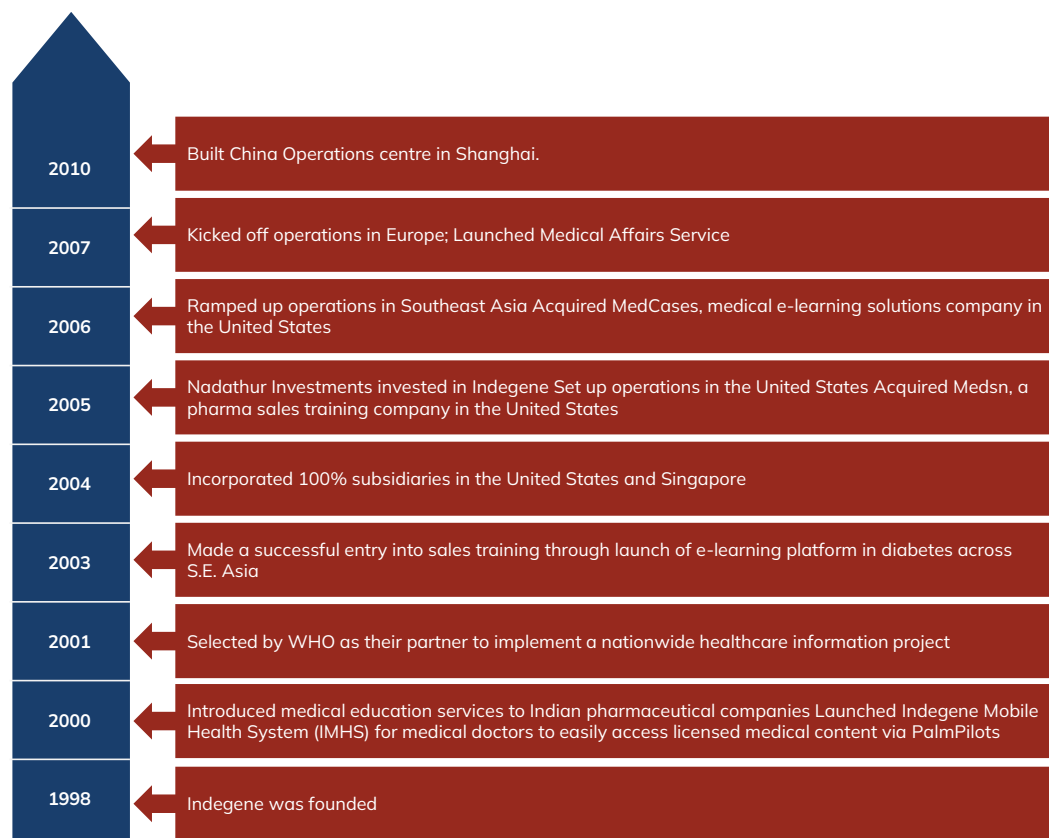 2010
Built China Operations centre in Shanghai.
2007
Kicked off operations in Europe; Launched Medical Affairs Service
2006
Ramped up operations in Southeast Asia Acquired MedCases, medical e-learning solutions company in
the United States
2005
Nadathur Investments invested in Indegene Set up operations in the United States Acquired Medsn, a
pharma sales training company in the United States
2004
Incorporated 100% subsidiaries in the United States and Singapore
2003
Made a successful entry into sales training through launch of e-learning platform in diabetes across
S.E. Asia
2001
Selected by WHO as their partner to implement a nationwide healthcare information project
2000
Introduced medical education services to Indian pharmaceutical companies Launched Indegene Mobile
Health System (IMHS) for medical doctors to easily access licensed medical content via PalmPilots
1998
Indegene was founded